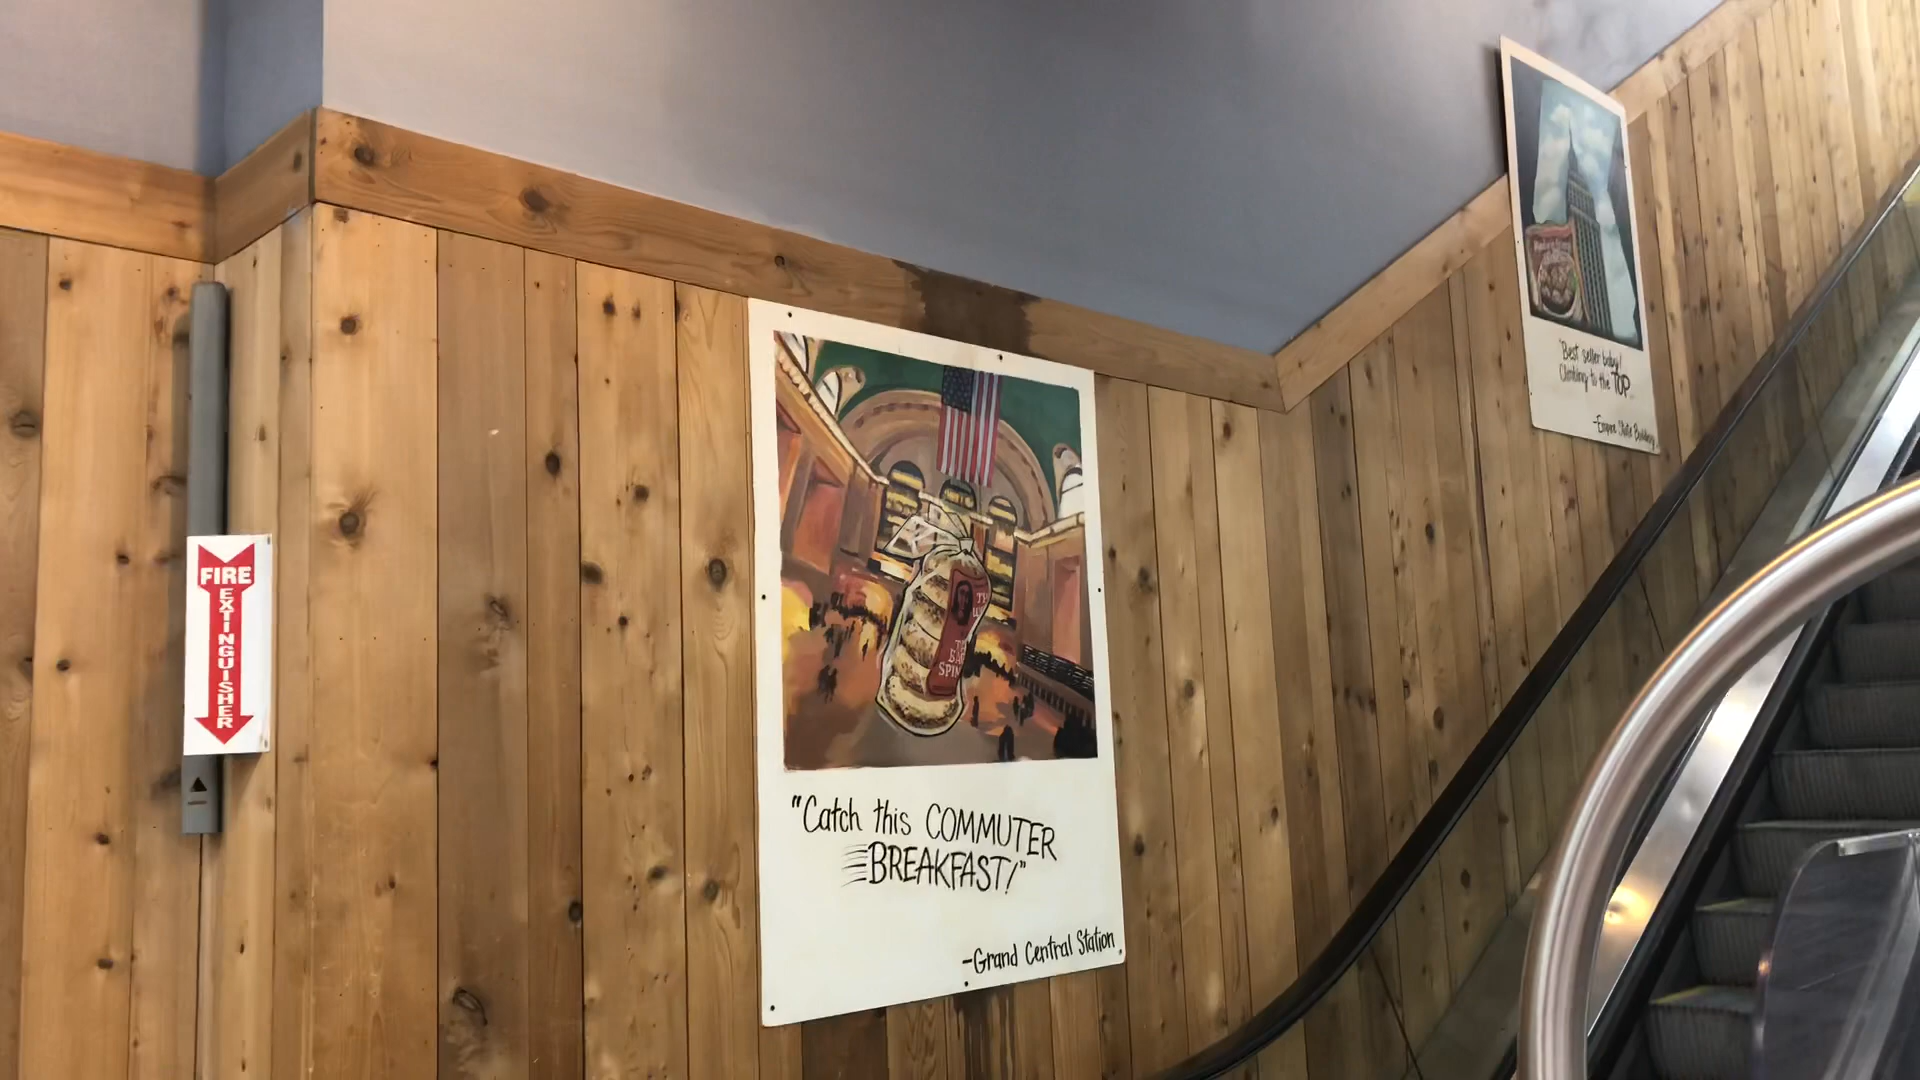 FIRE
EXTINGUISHER
"Catch this COMMUTER
BREAKFAST!"
-Grand Central Station
"Best seller baby!
Climbing to the TOP
-Empire State Building